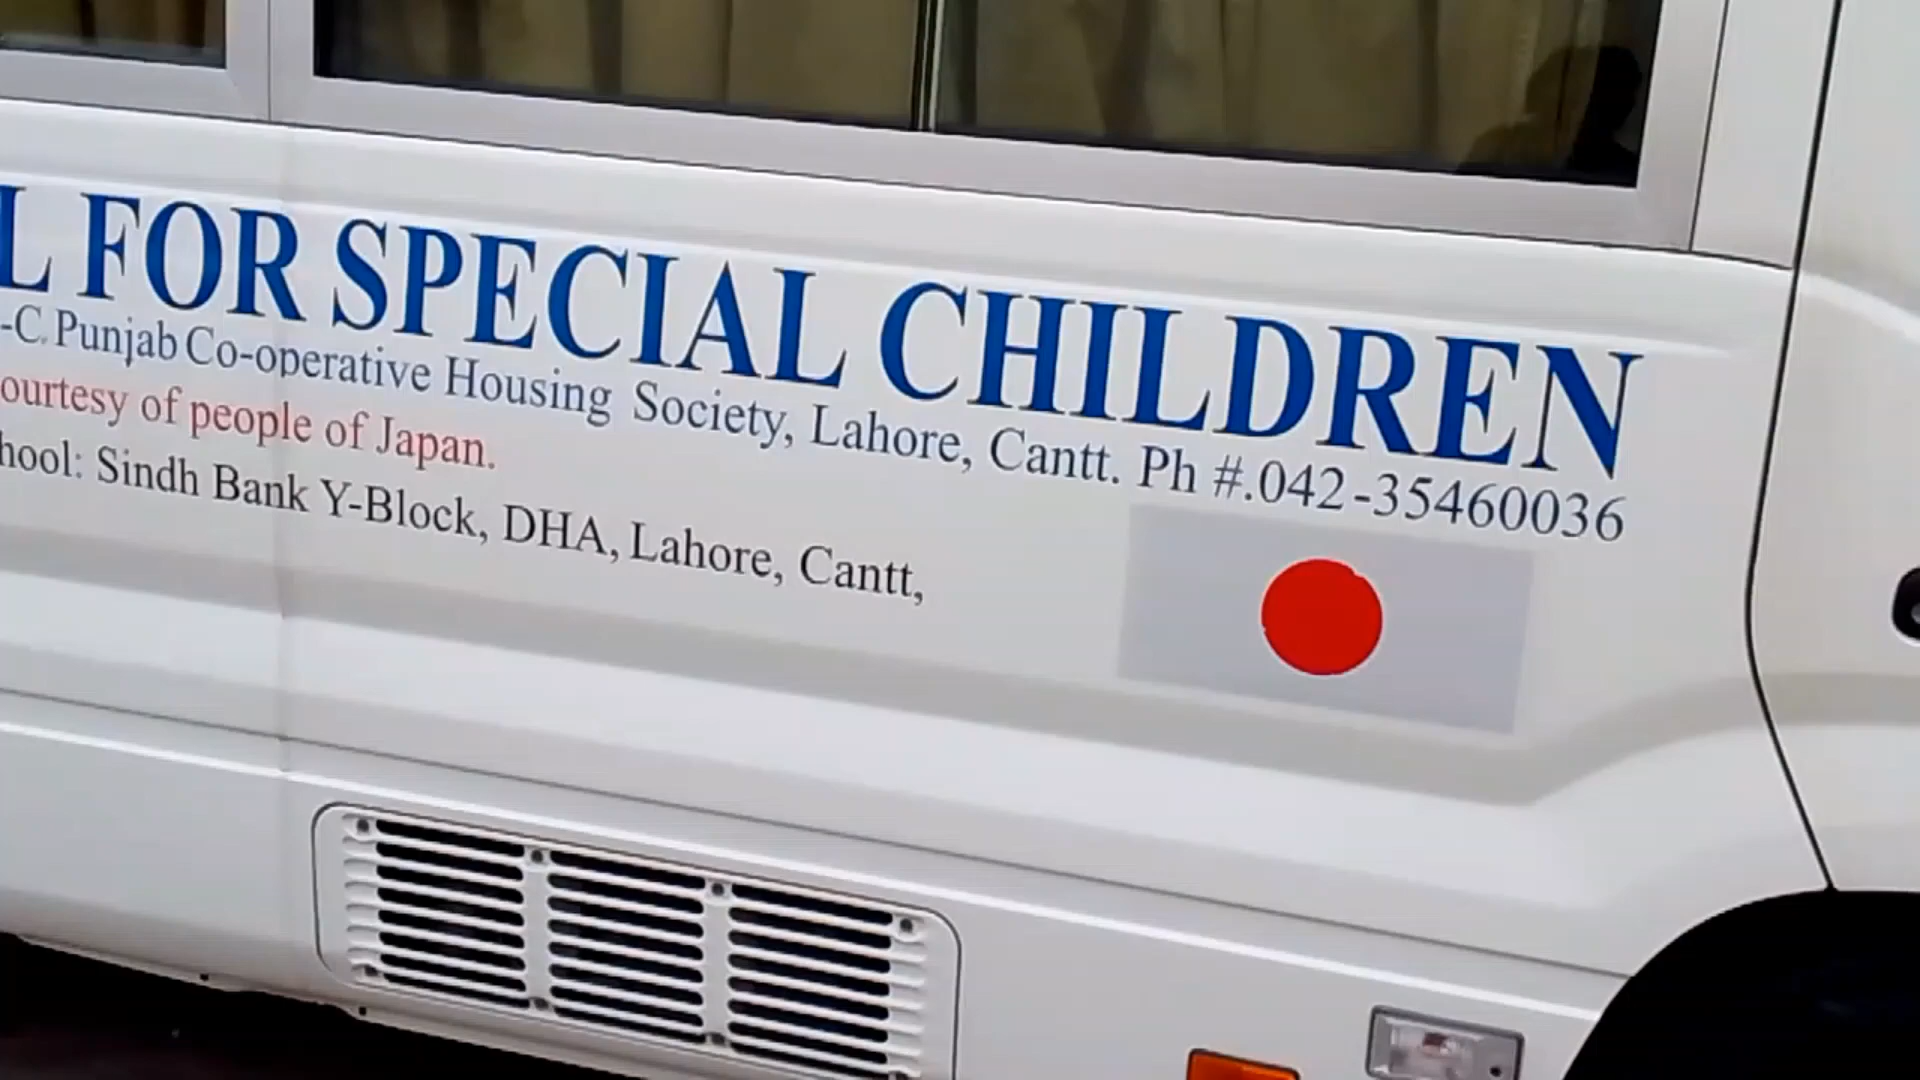 L FOR SPECIAL CHILDREN
-C, Punjab Co-operative Housing Society, Lahore, Cantt. Ph #.042-35460036
ourtesy of people of Japan.
hool: Sindh Bank Y-Block, DHA, Lahore, Cantt,